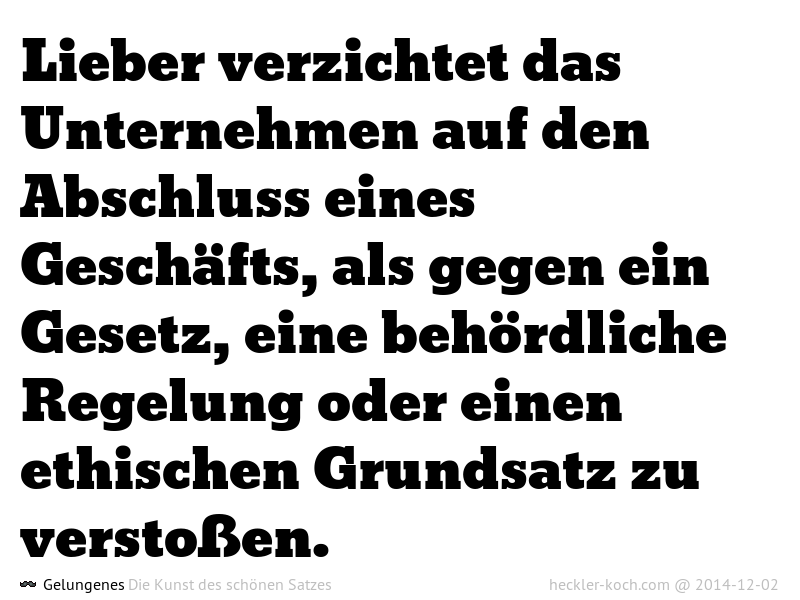 Lieber verzichtet das
Unternehmen auf den
Abschluss eines
Geschäfts, als gegen ein
Gesetz, eine behördliche
Regelung oder einen
ethischen Grundsatz zu
verstoßen.
Gelungenes Die Kunst des schönen Satzes heckler-koch.com @ 2014-12-02